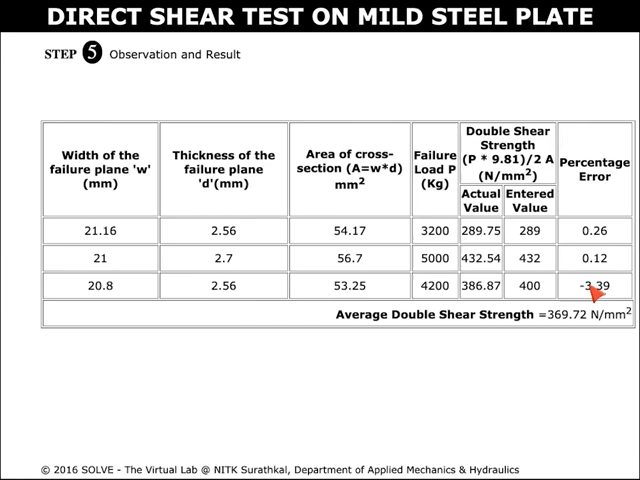 DIRECT SHEAR TEST ON MILD STEEL PLATE
STEP 5 Observation and Result
Width of the failure plane 'w' (mm)
Thickness of the failure plane 'd'(mm)
Area of cross-section (A=w*d) mm2
Failure Load P (Kg)
Double Shear Strength (P * 9.81)/2 A (N/mm2)
Percentage Error
Actual Value
Entered Value
21.16 2.56 54.17 3200 289.75 289 0.26
21 2.7 56.7 5000 432.54 432 0.12
20.8 2.56 53.25 4200 386.87 400 -3.39
Average Double Shear Strength =369.72 N/mm2
© 2016 SOLVE - The Virtual Lab @ NITK Surathkal, Department of Applied Mechanics & Hydraulics